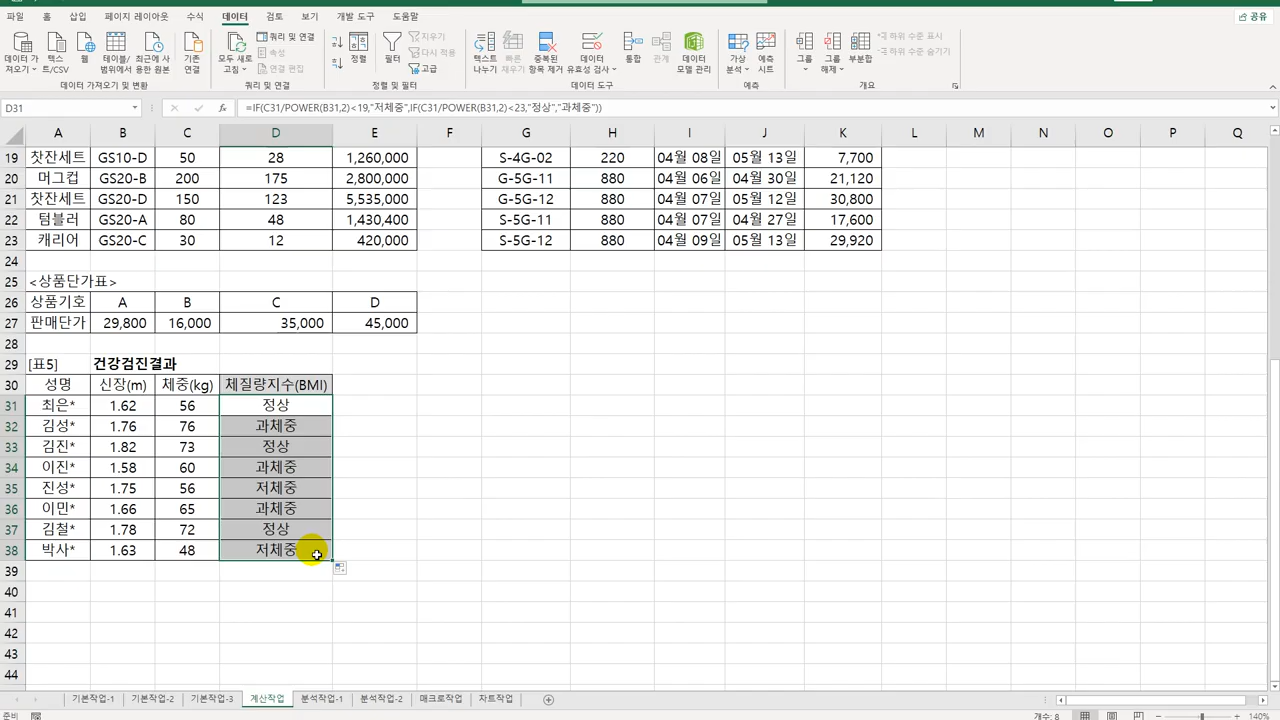 파일 홈 삽입 페이지 레이아웃 수식 데이터 검토 보기 개발 도구 도움말 공유
데이터 가져오기 텍스트/CSV 웹 테이블/범위에서 최근에 사용한 원본 기존 연결
모두 새로 고침 쿼리 및 연결 속성 연결 편집
정렬 필터 지우기 다시 적용 고급
텍스트 나누기 빠른 채우기 중복된 항목 제거 데이터 유효성 검사 통합 관계 데이터 모델 관리
가상 분석 예측 시트 그룹 그룹 해제 부분합 하위 수준 표시 하위 수준 숨기기
데이터 가져오기 및 변환 쿼리 및 연결 정렬 및 필터 데이터 도구 예측 개요
D31 fx =IF(C31/POWER(B31,2)<19,"저체중",IF(C31/POWER(B31,2)<23,"정상","과체중"))
A B C D E F G H I J K L M N O P Q
19 찻잔세트 GS10-D 50 28 1,260,000 S-4G-02 220 04월 08일 05월 13일 7,700
20 머그컵 GS20-B 200 175 2,800,000 G-5G-11 880 04월 06일 04월 30일 21,120
21 찻잔세트 GS20-D 150 123 5,535,000 G-5G-12 880 04월 07일 05월 12일 30,800
22 텀블러 GS20-A 80 48 1,430,400 S-5G-11 880 04월 07일 04월 27일 17,600
23 캐리어 GS20-C 30 12 420,000 S-5G-12 880 04월 09일 05월 13일 29,920
24
25 <상품단가표>
26 상품기호 A B C D
27 판매단가 29,800 16,000 35,000 45,000
28
29 [표5] 건강검진결과
30 성명 신장(m) 체중(kg) 체질량지수(BMI)
31 최은* 1.62 56 정상
32 김성* 1.76 76 과체중
33 김진* 1.82 73 정상
34 이진* 1.58 60 과체중
35 진성* 1.75 56 저체중
36 이민* 1.66 65 과체중
37 김철* 1.78 72 정상
38 박사* 1.63 48 저체중
39
40
41
42
43
44
기본작업-1 기본작업-2 기본작업-3 계산작업 분석작업-1 분석작업-2 매크로작업 차트작업
준비 개수: 8 140%